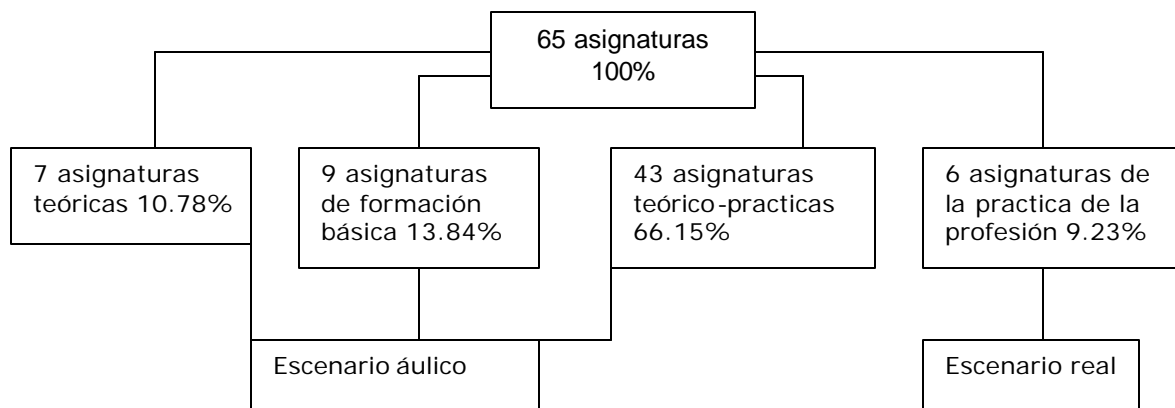 65 asignaturas
100%
7 asignaturas
teóricas 10.78%
9 asignaturas
de formación
básica 13.84%
43 asignaturas
teórico-practicas
66.15%
6 asignaturas de
la practica de la
profesión 9.23%
Escenario áulico
Escenario real